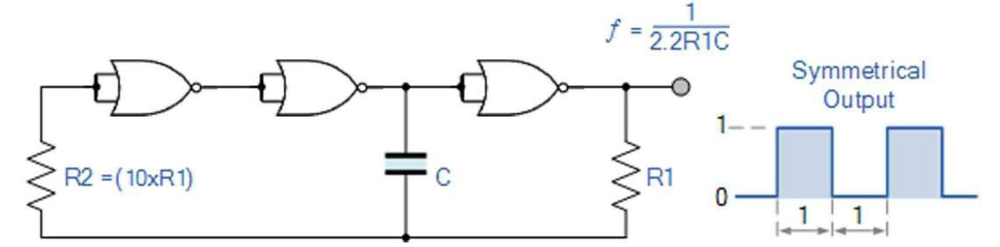 f = 1 / 2.2R1C
Symmetrical
Output
1
R2 =(10xR1)
C
R1
0
1 1